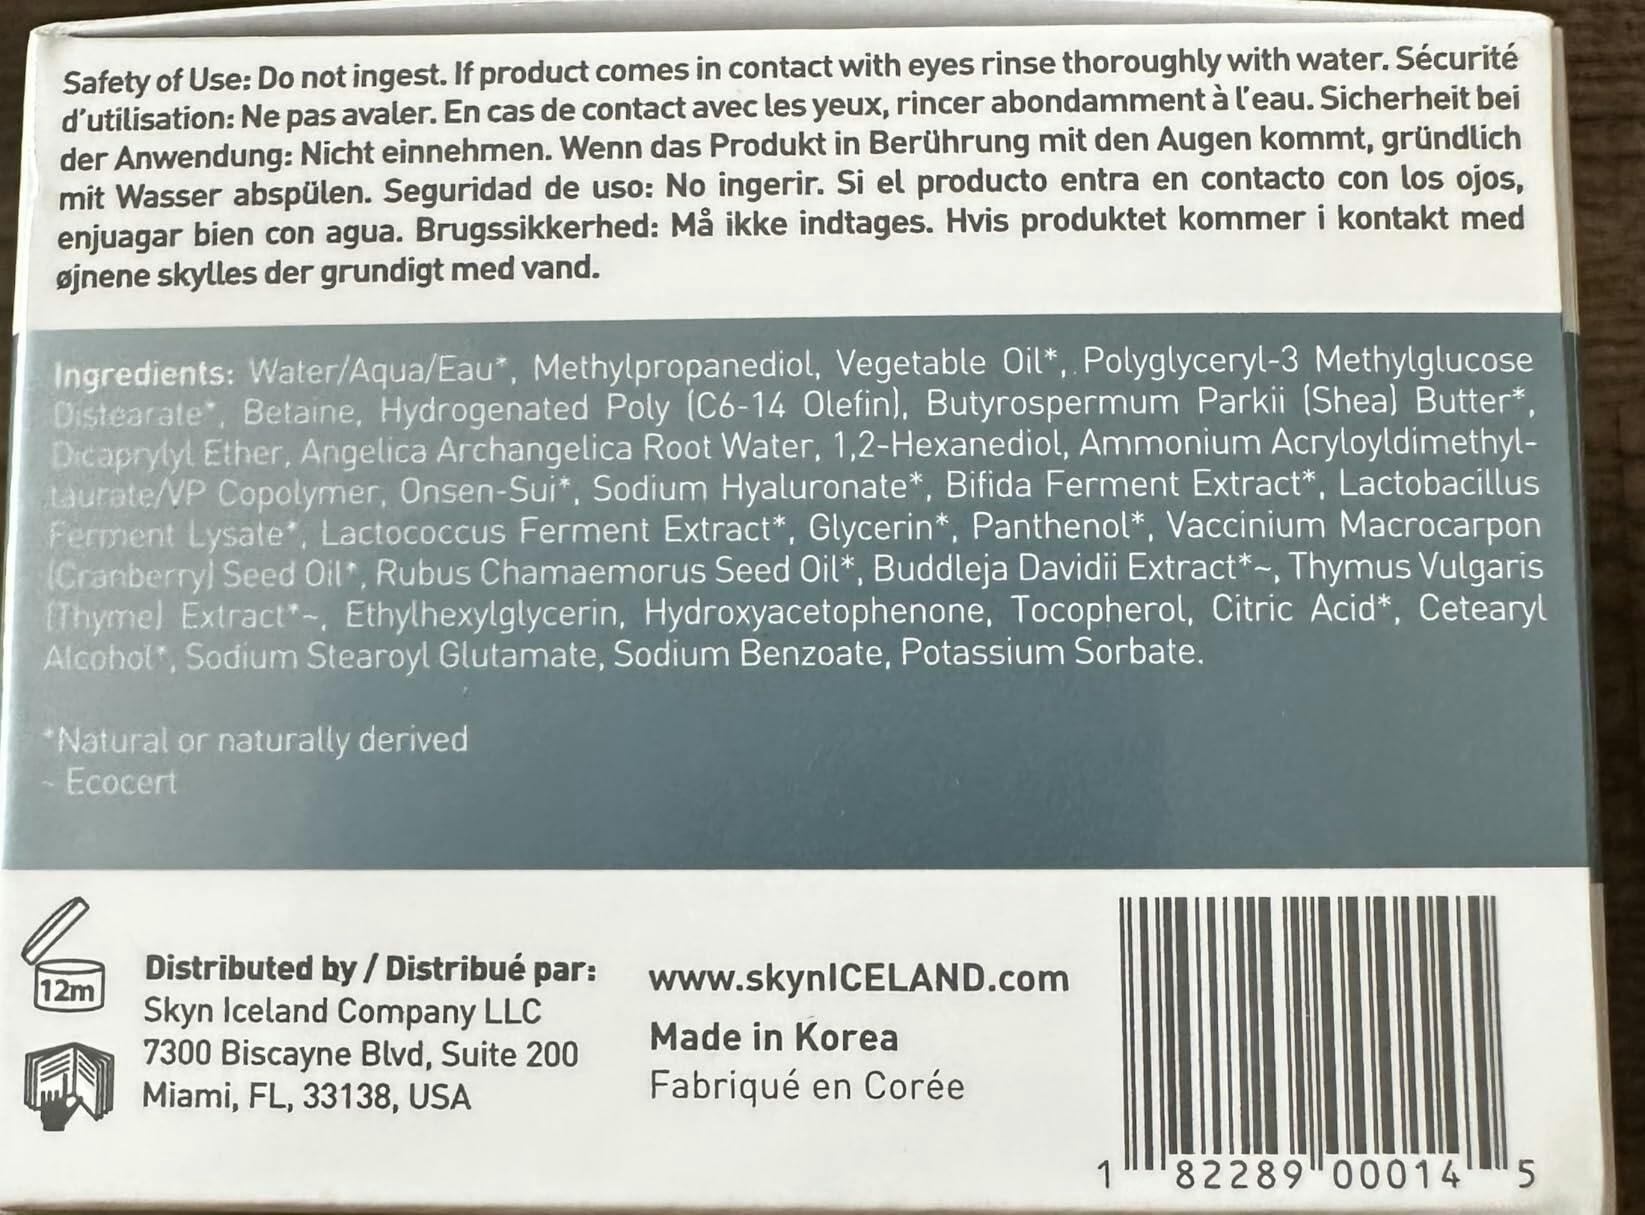 Safety of Use: Do not ingest. If product comes in contact with eyes rinse thoroughly with water. Sécurité
d'utilisation: Ne pas avaler. En cas de contact avec les yeux, rincer abondamment à l'eau. Sicherheit bei
der Anwendung: Nicht einnehmen. Wenn das Produkt in Berührung mit den Augen kommt, gründlich
mit Wasser abspülen. Seguridad de uso: No ingerir. Si el producto entra en contacto con los ojos,
enjuagar bien con agua. Brugssikkerhed: Må ikke indtages. Hvis produktet kommer i kontakt med
øjnene skylles der grundigt med vand.
Ingredients: Water/Aqua/Eau*, Methylpropanediol, Vegetable Oil*, Polyglyceryl-3 Methylglucose
Distearate*, Betaine, Hydrogenated Poly (C6-14 Olefin), Butyrospermum Parkii (Shea) Butter*,
Dicaprylyl Ether, Angelica Archangelica Root Water, 1,2-Hexanediol, Ammonium Acryloyldimethyl-
taurate/VP Copolymer, Onsen-Sui*, Sodium Hyaluronate*, Bifida Ferment Extract*, Lactobacillus
Ferment Lysate*, Lactococcus Ferment Extract*, Glycerin*, Panthenol*, Vaccinium Macrocarpon
(Cranberry) Seed Oil*, Rubus Chamaemorus Seed Oil*, Buddleja Davidii Extract*~, Thymus Vulgaris
(Thyme) Extract*~, Ethylhexylglycerin, Hydroxyacetophenone, Tocopherol, Citric Acid*, Cetearyl
Alcohol*, Sodium Stearoyl Glutamate, Sodium Benzoate, Potassium Sorbate.
*Natural or naturally derived
~ Ecocert
12m
Distributed by / Distribué par:
Skyn Iceland Company LLC
7300 Biscayne Blvd, Suite 200
Miami, FL, 33138, USA
www.skynICELAND.com
Made in Korea
Fabriqué en Corée
1 82289 00014 5